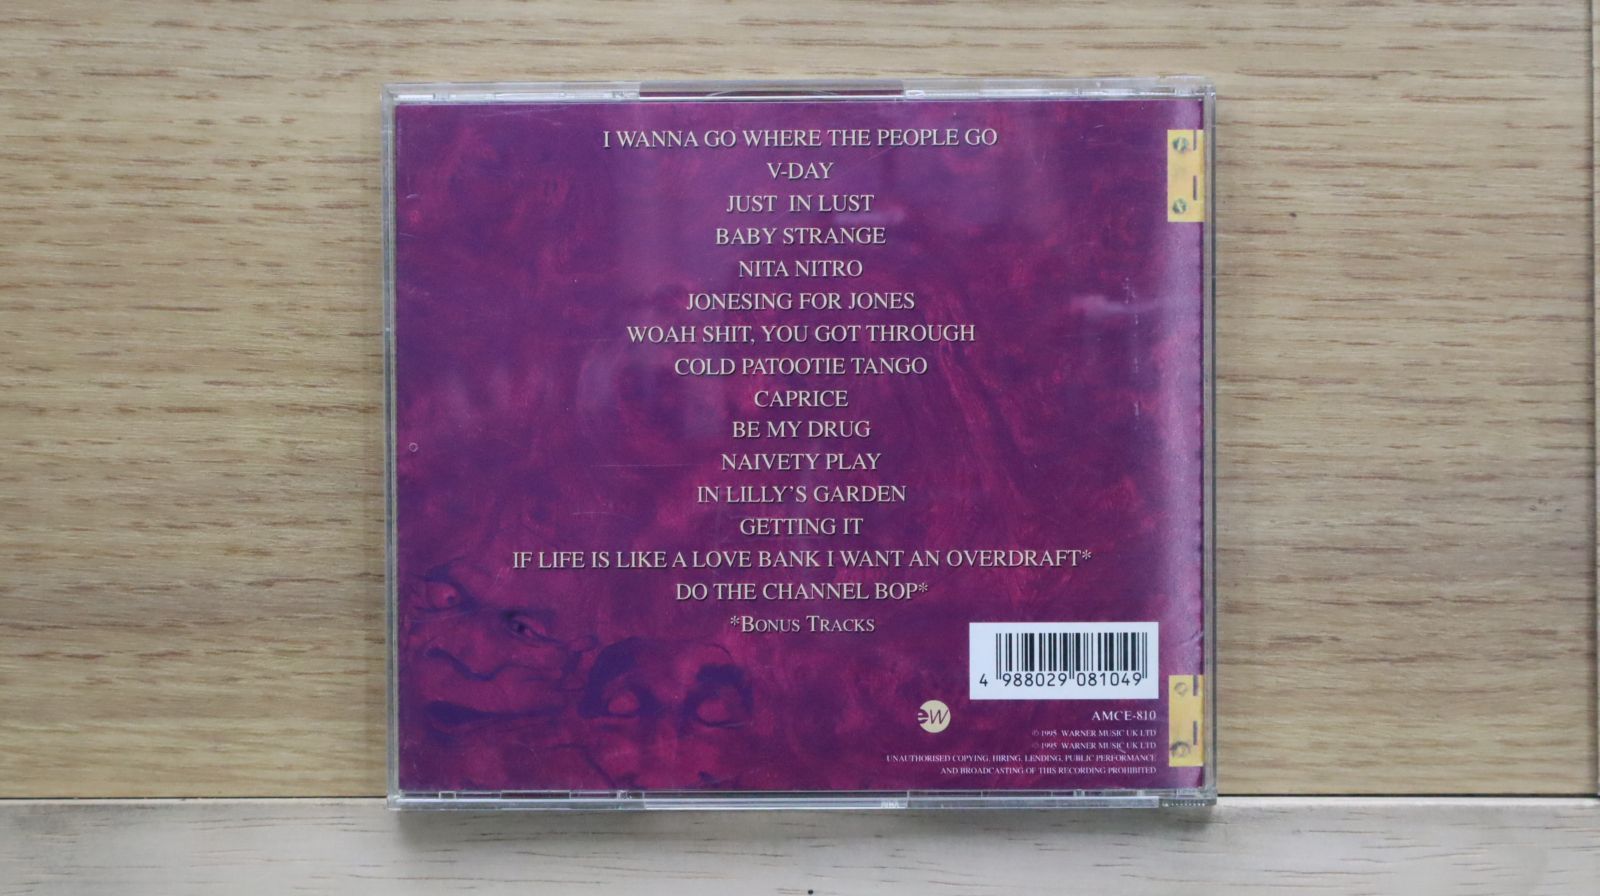 I WANNA GO WHERE THE PEOPLE GO
V-DAY
JUST IN LUST
BABY STRANGE
NITA NITRO
JONESING FOR JONES
WOAH SHIT, YOU GOT THROUGH
COLD PATOOTIE TANGO
CAPRICE
BE MY DRUG
NAIVETY PLAY
IN LILLY'S GARDEN
GETTING IT
IF LIFE IS LIKE A LOVE BANK I WANT AN OVERDRAFT*
DO THE CHANNEL BOP*
*BONUS TRACKS
4 988029 081049
ew
AMCE-810
℗ 1995 WARNER MUSIC UK LTD
© 1995 WARNER MUSIC UK LTD
UNAUTHORISED COPYING, HIRING, LENDING, PUBLIC PERFORMANCE
AND BROADCASTING OF THIS RECORDING PROHIBITED